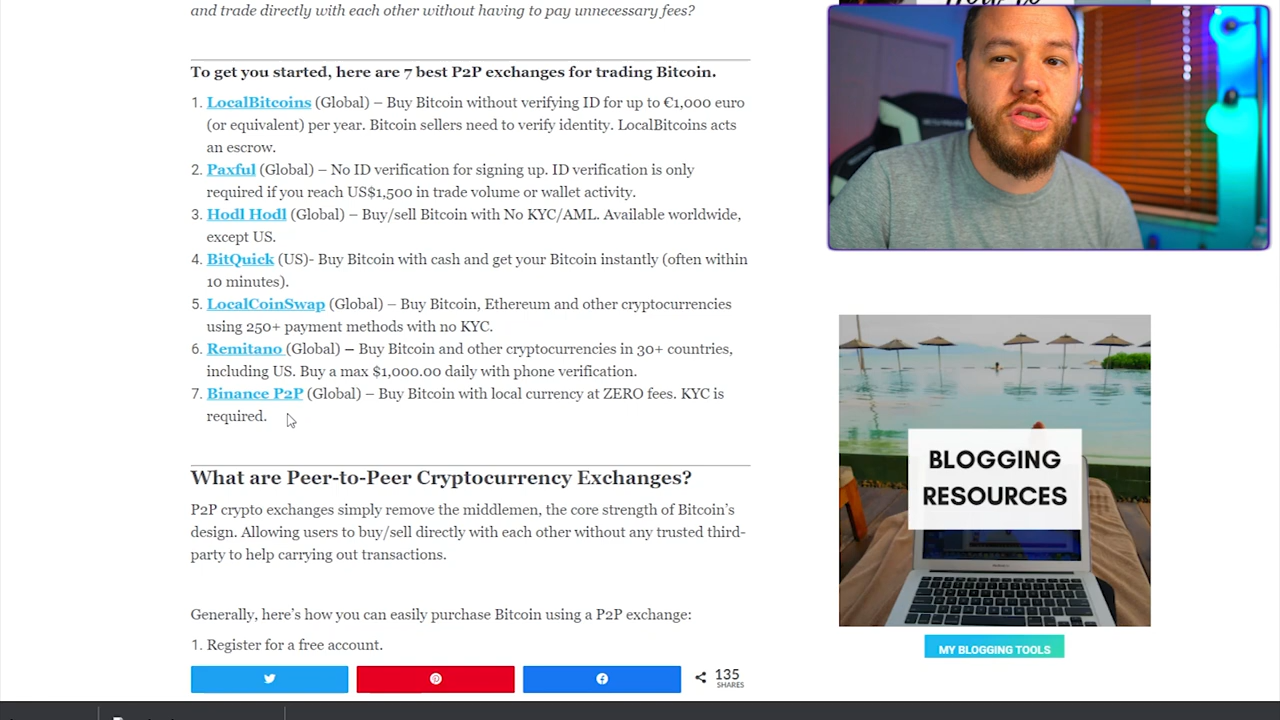 and trade directly with each other without having to pay unnecessary fees?
To get you started, here are 7 best P2P exchanges for trading Bitcoin.
1. LocalBitcoins (Global) – Buy Bitcoin without verifying ID for up to €1,000 euro
(or equivalent) per year. Bitcoin sellers need to verify identity. LocalBitcoins acts
an escrow.
2. Paxful (Global) – No ID verification for signing up. ID verification is only
required if you reach US$1,500 in trade volume or wallet activity.
3. Hodl Hodl (Global) – Buy/sell Bitcoin with No KYC/AML. Available worldwide,
except US.
4. BitQuick (US)- Buy Bitcoin with cash and get your Bitcoin instantly (often within
10 minutes).
5. LocalCoinSwap (Global) – Buy Bitcoin, Ethereum and other cryptocurrencies
using 250+ payment methods with no KYC.
6. Remitano (Global) – Buy Bitcoin and other cryptocurrencies in 30+ countries,
including US. Buy a max $1,000.00 daily with phone verification.
7. Binance P2P (Global) – Buy Bitcoin with local currency at ZERO fees. KYC is
required.
What are Peer-to-Peer Cryptocurrency Exchanges?
P2P crypto exchanges simply remove the middlemen, the core strength of Bitcoin's
design. Allowing users to buy/sell directly with each other without any trusted third-
party to help carrying out transactions.
Generally, here's how you can easily purchase Bitcoin using a P2P exchange:
1. Register for a free account.
135
SHARES
BLOGGING
RESOURCES
MY BLOGGING TOOLS